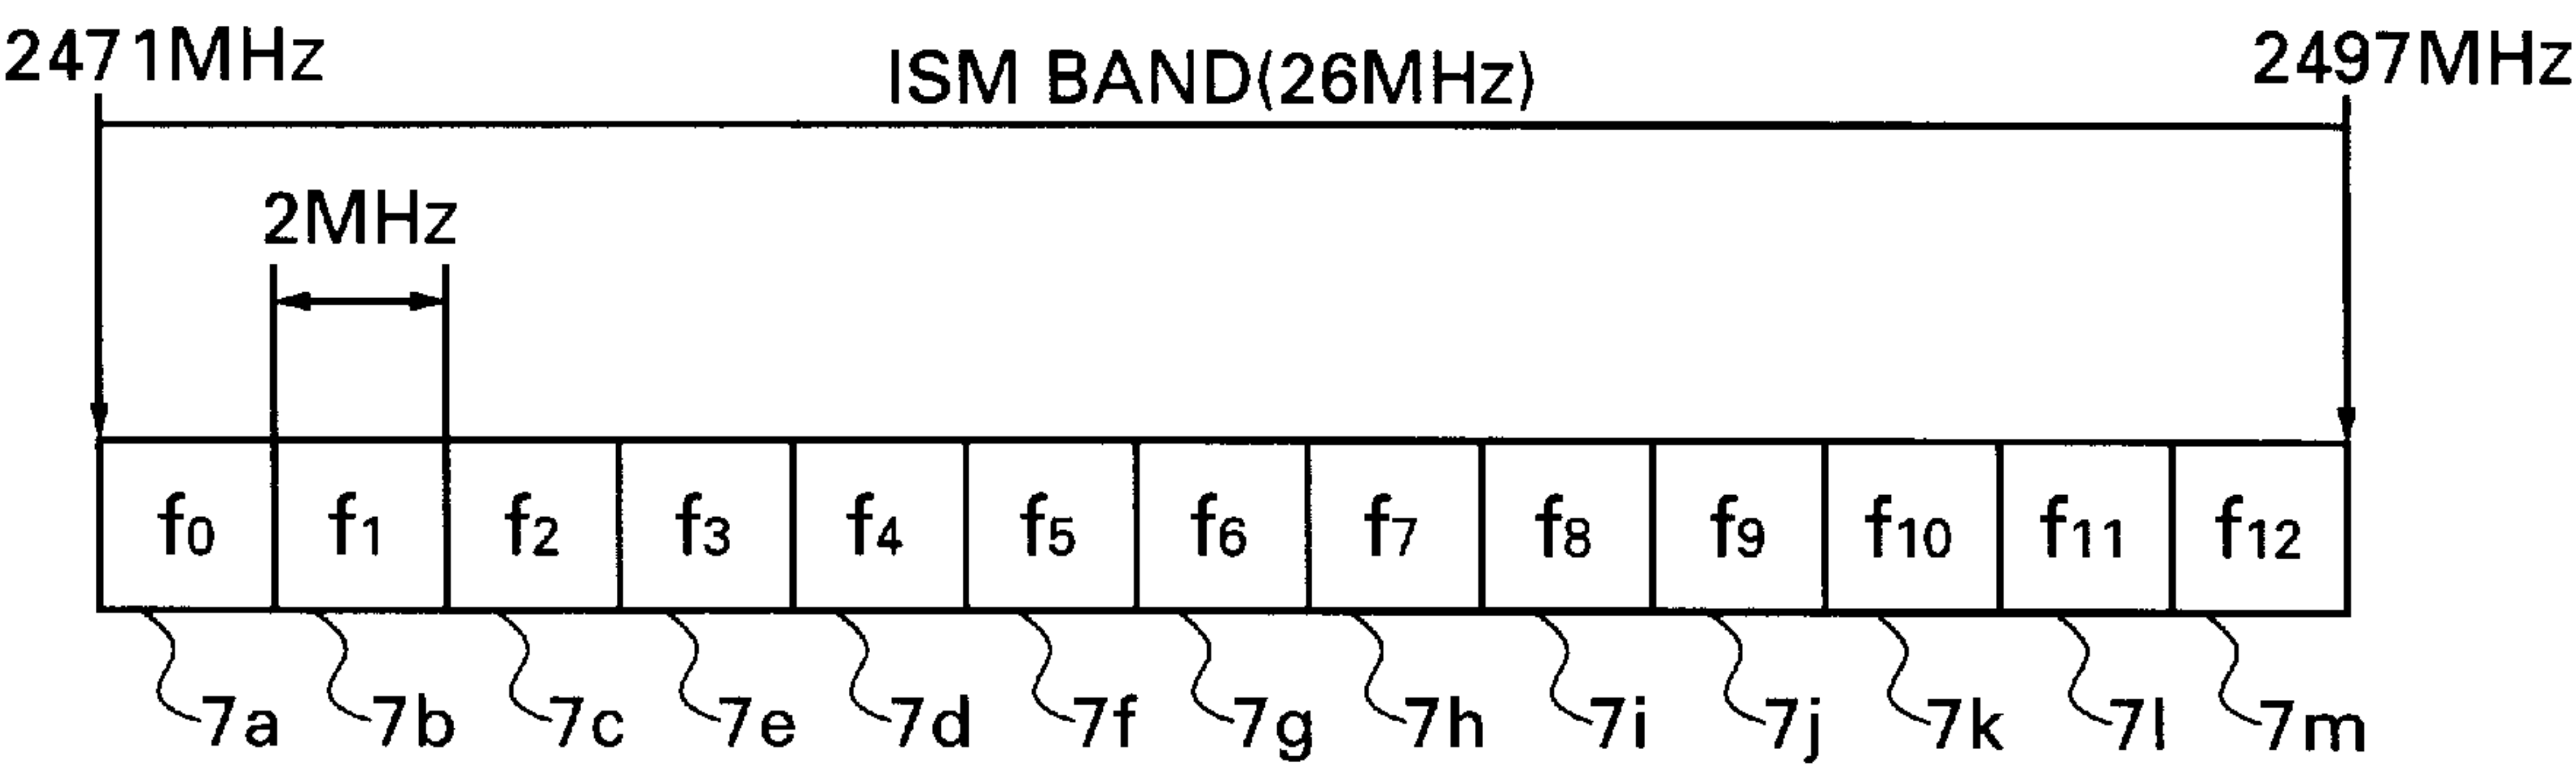 2471MHz
ISM BAND(26MHz)
2497MHz
2MHz
f0 f1 f2 f3 f4 f5 f6 f7 f8 f9 f10 f11 f12
7a 7b 7c 7e 7d 7f 7g 7h 7i 7j 7k 7l 7m